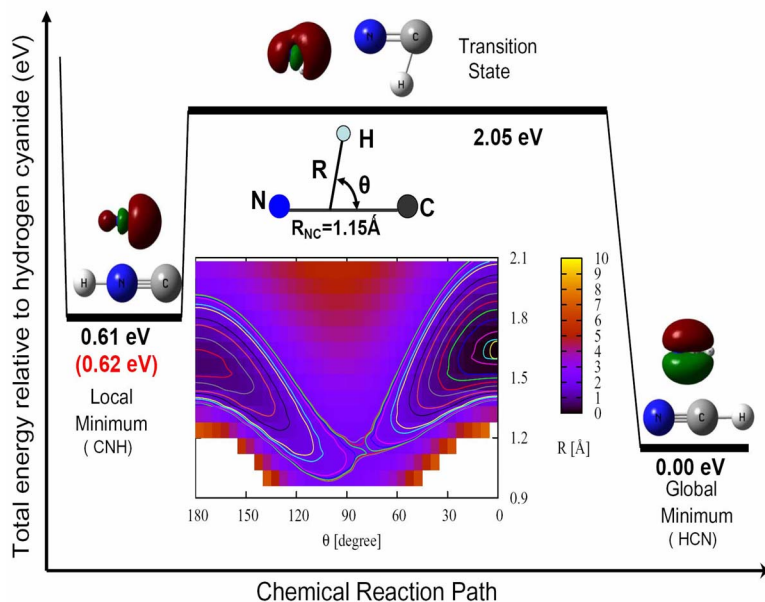 Total energy relative to hydrogen cyanide (eV)
N
C
H
Transition
State
2.05 eV
H
R
θ
N
C
R_NC=1.15Á
H
N
C
0.61 eV
(0.62 eV)
Local
Minimum
( CNH)
2.1
1.8
1.5
1.2
0.9
180
120
90
60
30
0
θ [degree]
10
9
8
7
6
5
4
3
2
1
0
R [Å]
N
C
H
0.00 eV
Global
Minimum
( HCN)
Chemical Reaction Path